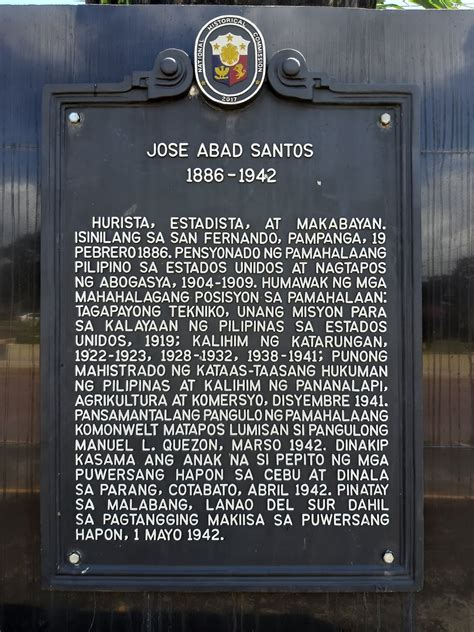 NATIONAL HISTORICAL COMMISSION
2017
JOSE ABAD SANTOS
1886-1942
HURISTA, ESTADISTA, AT MAKABAYAN.
ISINILANG SA SAN FERNANDO, PAMPANGA, 19
PEBRERO 1886. PENSYONADO NG PAMAHALAANG
PILIPINO SA ESTADOS UNIDOS AT NAGTAPOS
NG ABOGASYA, 1904-1909. HUMAWAK NG MGA
MAHAHALAGANG POSISYON SA PAMAHALAAN:
TAGAPAYONG TEKNIKO, UNANG MISYON PARA
SA KALAYAAN NG PILIPINAS SA ESTADOS
UNIDOS, 1919; KALIHIM NG KATARUNGAN,
1922-1923, 1928-1932, 1938-1941; PUNONG
MAHISTRADO NG KATAAS-TAASANG HUKUMAN
NG PILIPINAS AT KALIHIM NG PANANALAPI,
AGRIKULTURA AT KOMERSYO, DISYEMBRE 1941.
PANSAMANTALANG PANGULO NG PAMAHALAANG
KOMONWELT MATAPOS LUMISAN SI PANGULONG
MANUEL L. QUEZON, MARSO 1942. DINAKIP
KASAMA ANG ANAK NA SI PEPITO NG MGA
PUWERSANG HAPON SA CEBU AT DINALA
SA PARANG, COTABATO, ABRIL 1942. PINATAY
SA MALABANG, LANAO DEL SUR DAHIL
SA PAGTANGGING MAKIISA SA PUWERSANG
HAPON, 1 MAYO 1942.